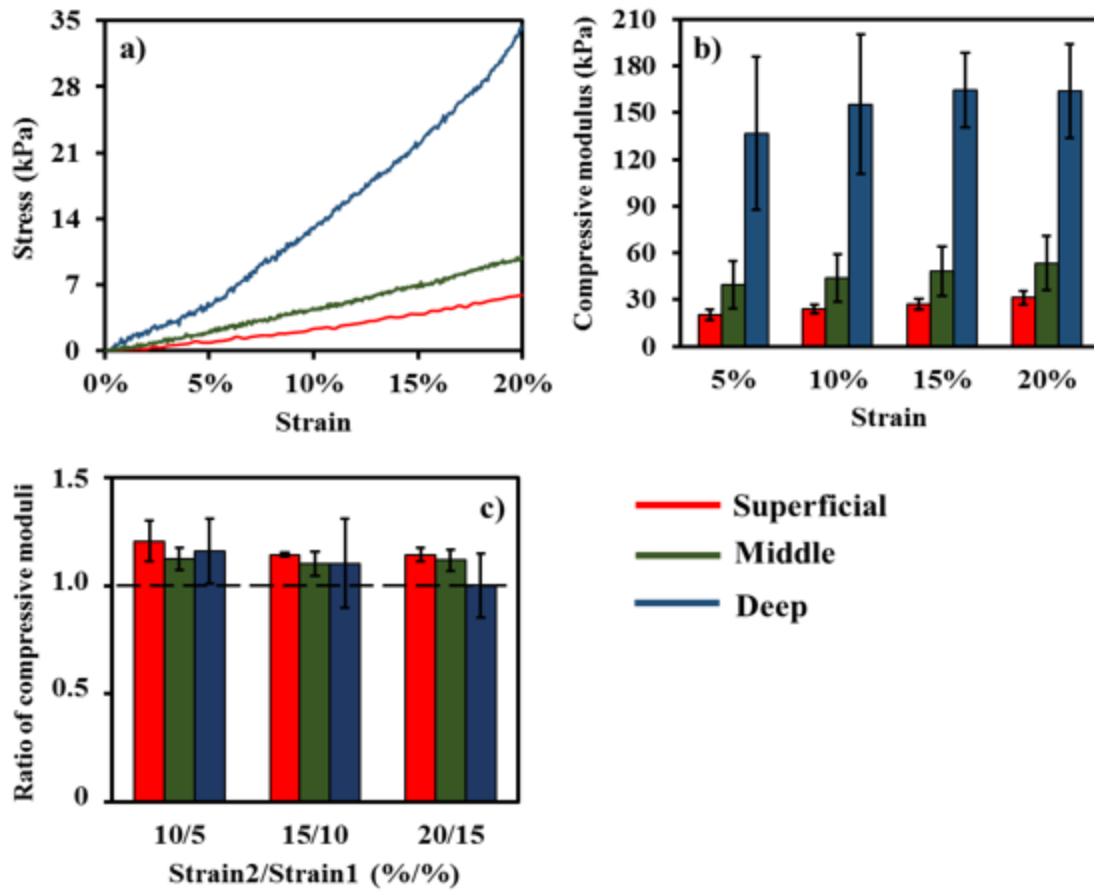 a)
Stress (kPa)
35
28
21
14
7
0
0% 5% 10% 15% 20%
Strain
b)
Compressive modulus (kPa)
210
180
150
120
90
60
30
0
5% 10% 15% 20%
Strain
c)
Ratio of compressive moduli
1.5
1.0
0.5
0
10/5 15/10 20/15
Strain2/Strain1 (%/%)
Superficial
Middle
Deep